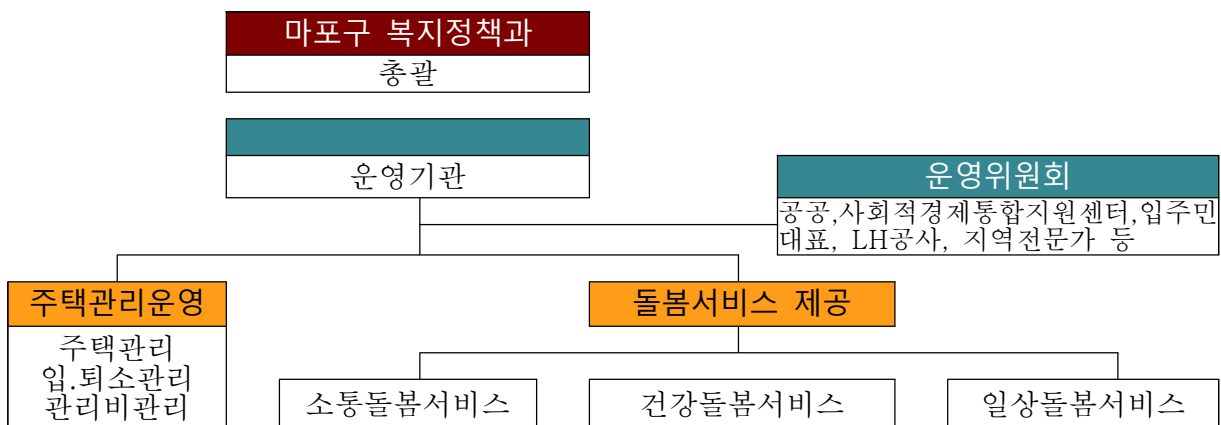 마포구 복지정책과
총괄
운영기관
운영위원회
공공,사회적경제통합지원센터,입주민
대표, LH공사, 지역전문가 등
주택관리운영
주택관리
입.퇴소관리
관리비관리
돌봄서비스 제공
소통돌봄서비스
건강돌봄서비스
일상돌봄서비스